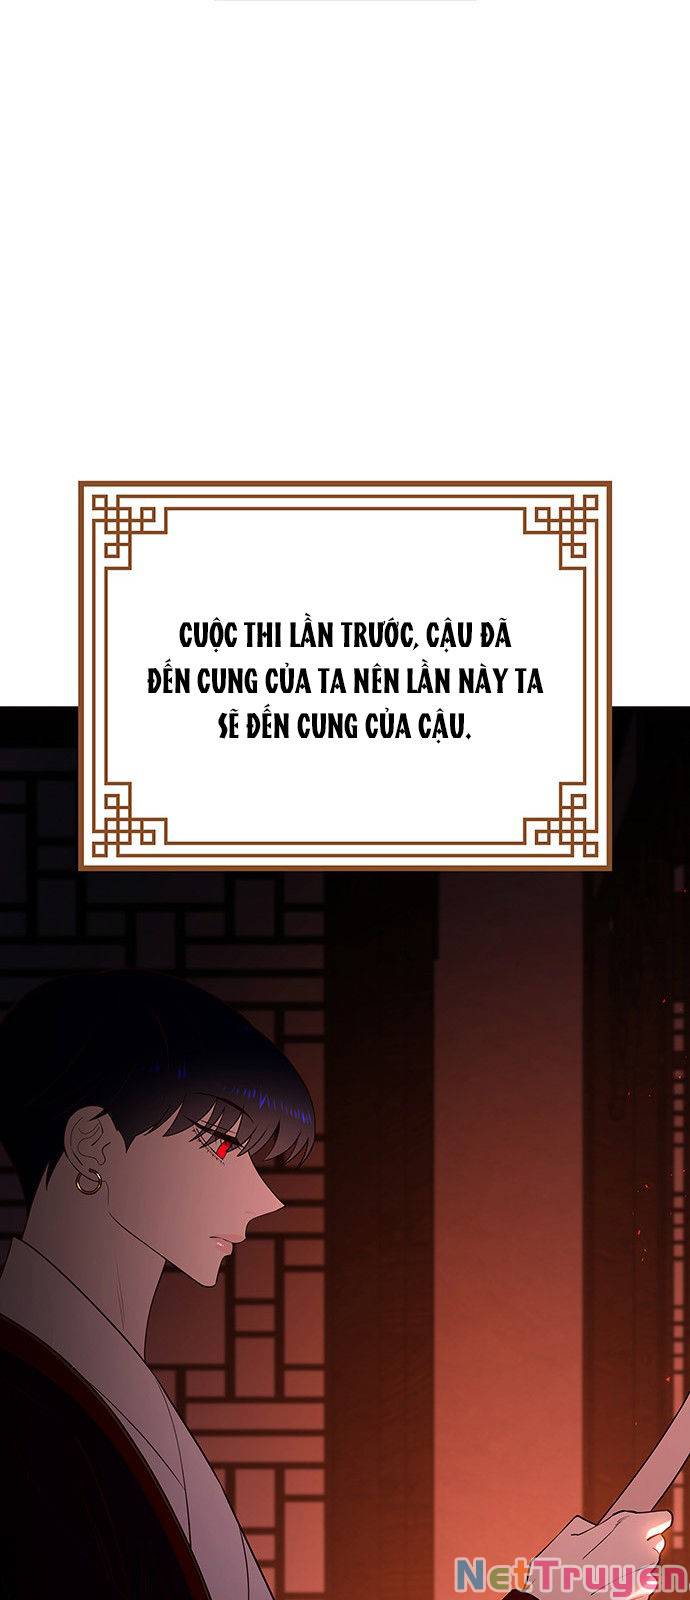 CUỘC THI LẦN TRƯỚC, CẬU ĐÃ
ĐẾN CUNG CỦA TA NÊN LẦN NÀY TA
SẼ ĐẾN CUNG CỦA CẬU.
NetTruyen